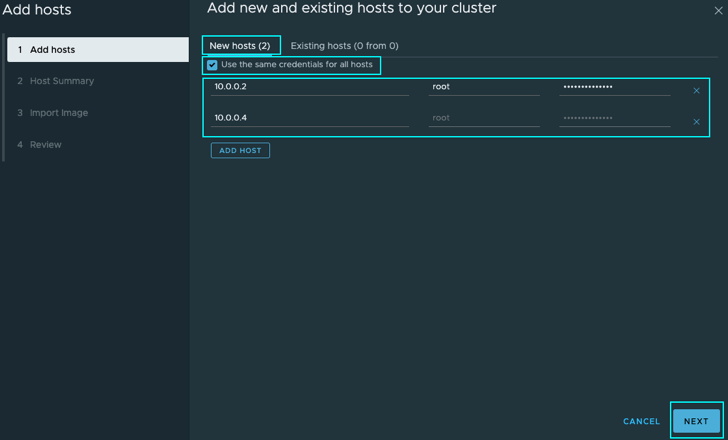 Add hosts
1 Add hosts
2 Host Summary
3 Import Image
4 Review
Add new and existing hosts to your cluster
New hosts (2) Existing hosts (0 from 0)
Use the same credentials for all hosts
10.0.0.2 root ••••••••••••••
10.0.0.4 root ••••••••••••••
ADD HOST
CANCEL NEXT